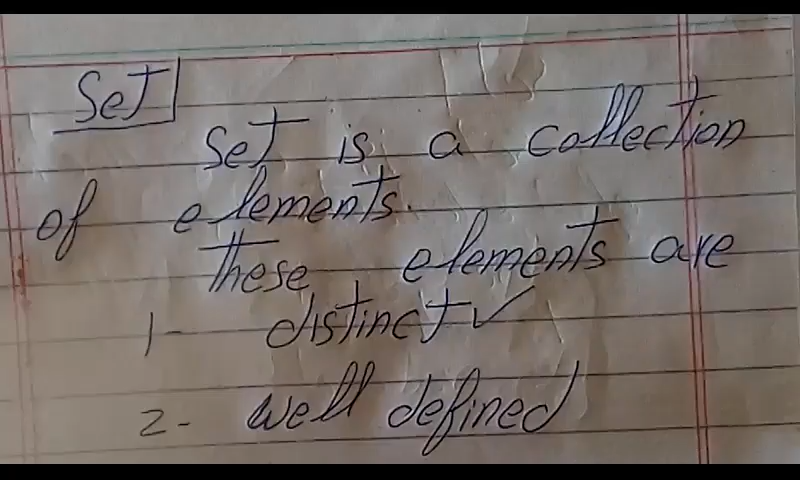 Set
Set is a collection
of elements.
These elements are
1- distinct ✓
2- well defined